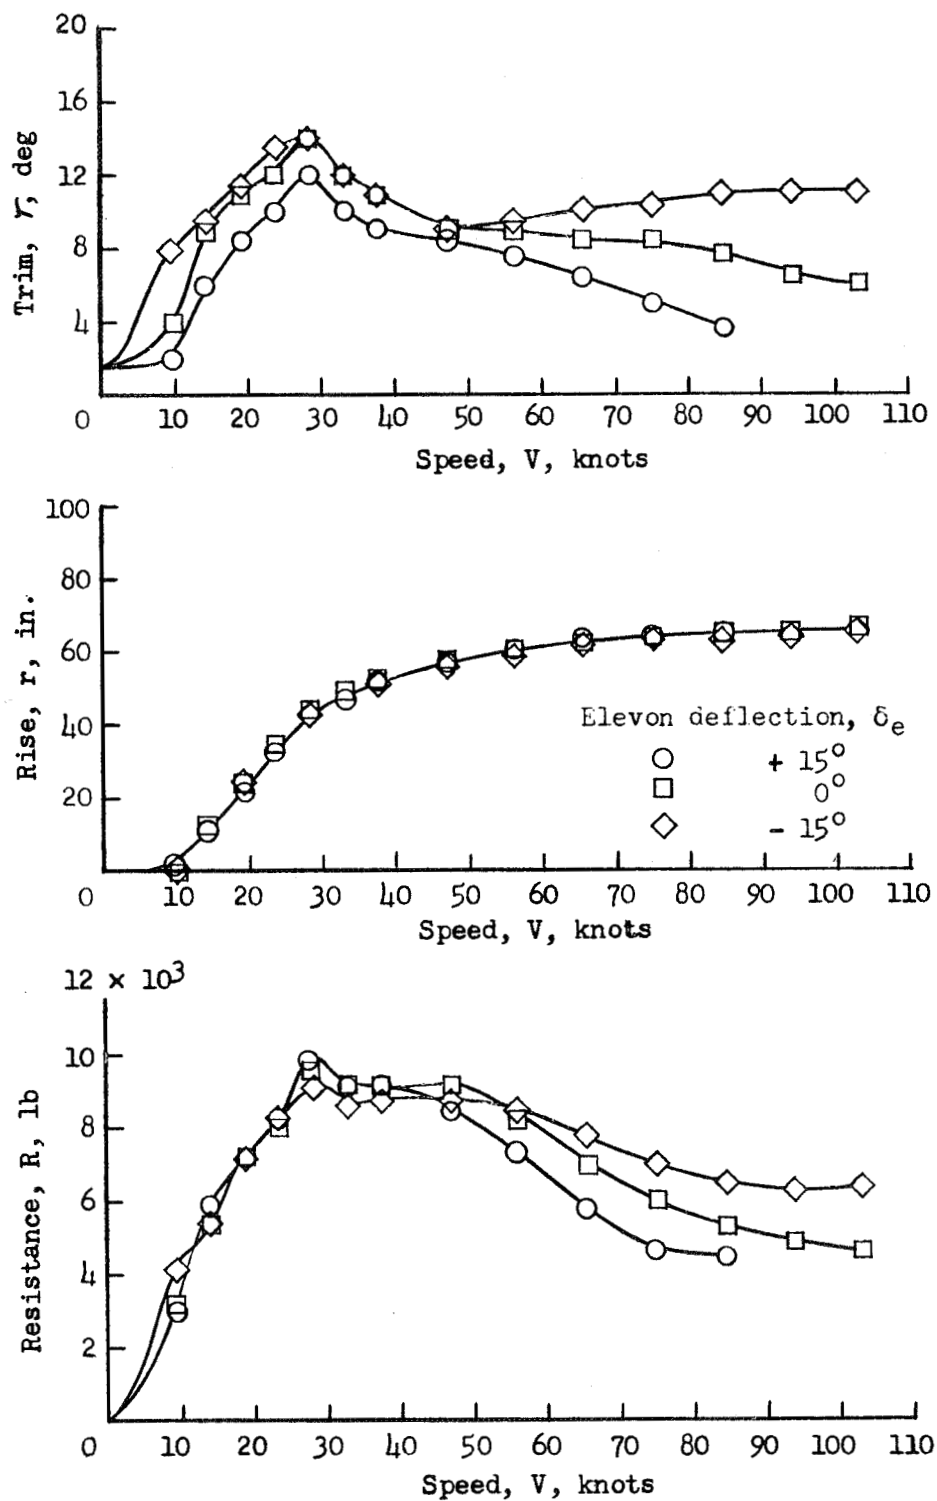 20
16
12
8
4
Trim, τ, deg
0 10 20 30 40 50 60 70 80 90 100 110
Speed, V, knots
100
80
60
40
20
Rise, r, in.
Elevon deflection, δe
+ 15°
0°
- 15°
0 10 20 30 40 50 60 70 80 90 100 110
Speed, V, knots
12 × 10³
10
8
6
4
2
Resistance, R, lb
0 10 20 30 40 50 60 70 80 90 100 110
Speed, V, knots